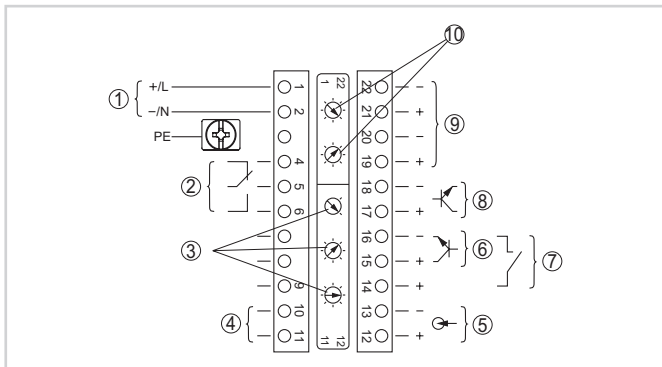 ⑩
① +/L 1 1 22 22 −
−/N 2 21 + ⑨
PE 20 −
4 19 +
② 5 18 − ⑧
6 17 +
16 − ⑥ ⑦
③ 15 +
9 14
④ 10 13 − ⑤
11 11 12 12 +